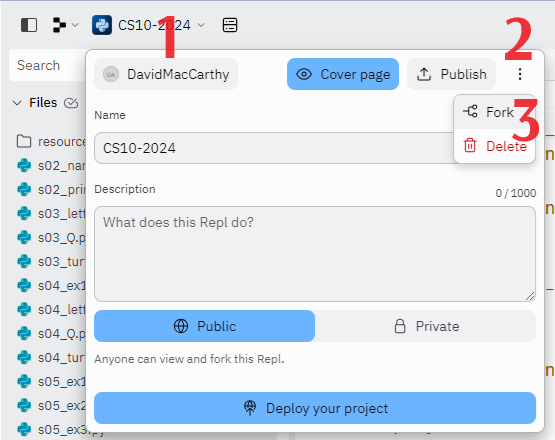 CS10-2024
1
2
Search
DA DavidMacCarthy
Cover page
Publish
Files
Fork
3
Delete
Name
CS10-2024
resource
s02_nar
s02_prin
s03_lett
s03_Q.p
s03_tur
s04_ex1
s04_lett
s04_Q.p
s04_tur
s05_ex1
s05_ex2
s05_ex3.py
Description
0 / 1000
What does this Repl do?
Public
Private
Anyone can view and fork this Repl.
Deploy your project